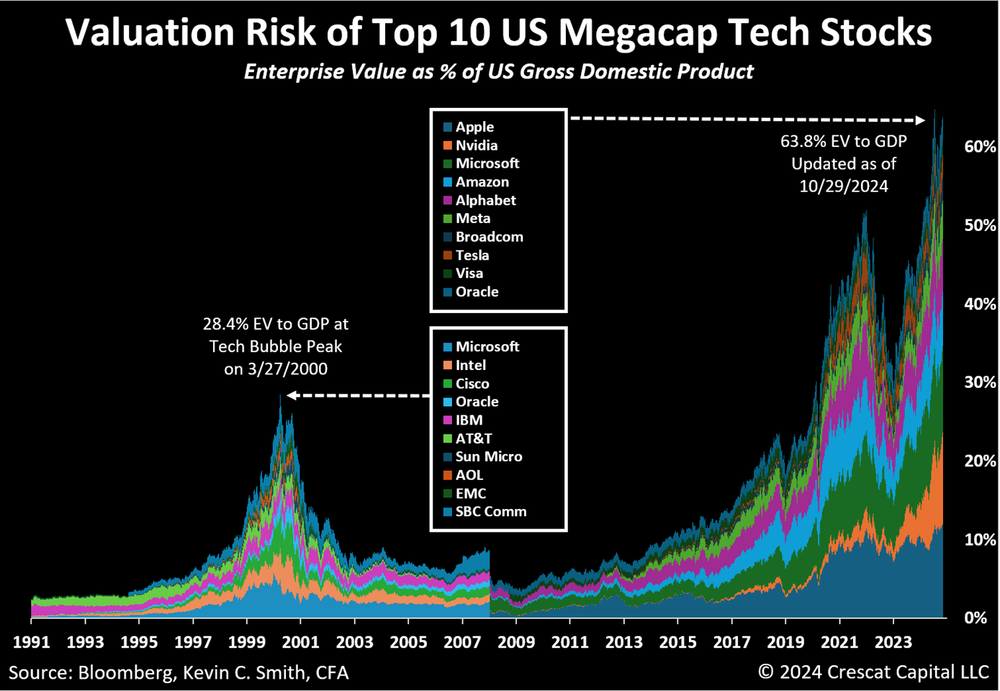 Valuation Risk of Top 10 US Megacap Tech Stocks
Enterprise Value as % of US Gross Domestic Product
Apple
Nvidia
Microsoft
Amazon
Alphabet
Meta
Broadcom
Tesla
Visa
Oracle
63.8% EV to GDP
Updated as of
10/29/2024
28.4% EV to GDP at
Tech Bubble Peak
on 3/27/2000
Microsoft
Intel
Cisco
Oracle
IBM
AT&T
Sun Micro
AOL
EMC
SBC Comm
60%
50%
40%
30%
20%
10%
0%
1991 1993 1995 1997 1999 2001 2003 2005 2007 2009 2011 2013 2015 2017 2019 2021 2023
Source: Bloomberg, Kevin C. Smith, CFA
© 2024 Crescat Capital LLC